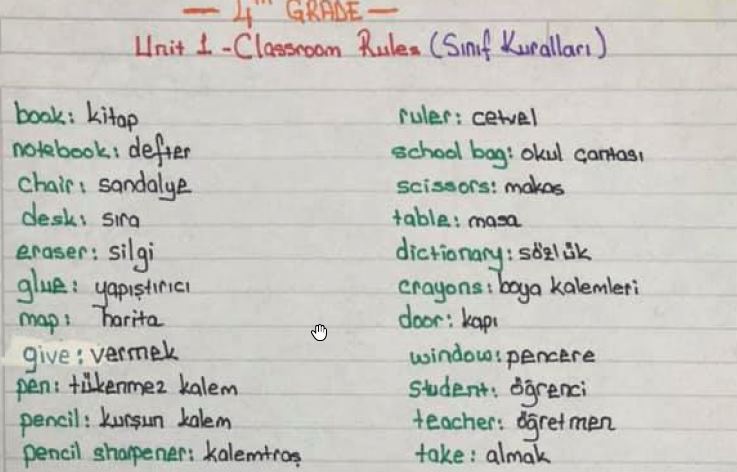 — 4th GRADE —
Unit 1 - Classroom Rules (Sınıf Kuralları)
book: kitap
notebook: defter
chair: sandalye
desk: sıra
eraser: silgi
glue: yapıştırıcı
map: harita
give: vermek
pen: tükenmez kalem
pencil: kurşun kalem
pencil sharpener: kalemtraş
ruler: cetvel
school bag: okul çantası
scissors: makas
table: masa
dictionary: sözlük
crayons: boya kalemleri
door: kapı
window: pencere
student: öğrenci
teacher: öğretmen
take: almak